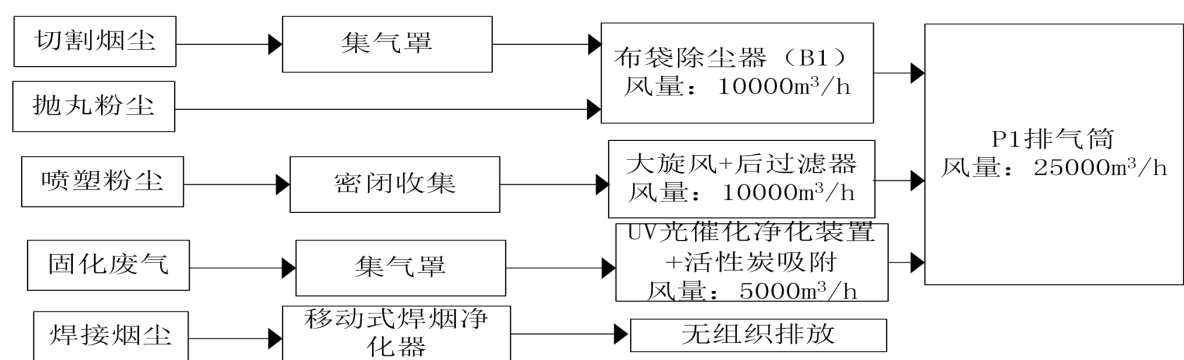 切割烟尘
集气罩
布袋除尘器（B1）
风量：10000m³/h
抛丸粉尘
P1排气筒
风量：25000m³/h
喷塑粉尘
密闭收集
大旋风+后过滤器
风量：10000m³/h
固化废气
集气罩
UV光催化净化装置
+活性炭吸附
风量：5000m³/h
焊接烟尘
移动式焊烟净
化器
无组织排放